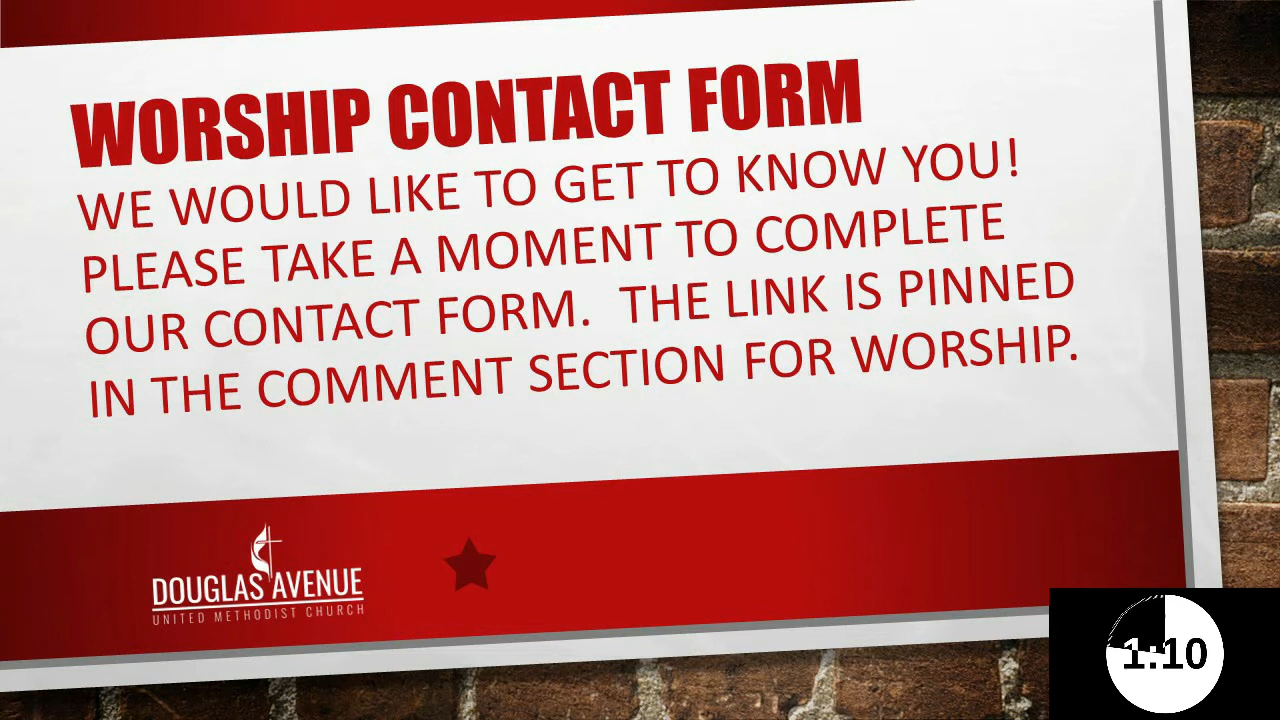 WORSHIP CONTACT FORM
WE WOULD LIKE TO GET TO KNOW YOU!
PLEASE TAKE A MOMENT TO COMPLETE
OUR CONTACT FORM.  THE LINK IS PINNED
IN THE COMMENT SECTION FOR WORSHIP.
DOUGLAS AVENUE
UNITED METHODIST CHURCH
1:10